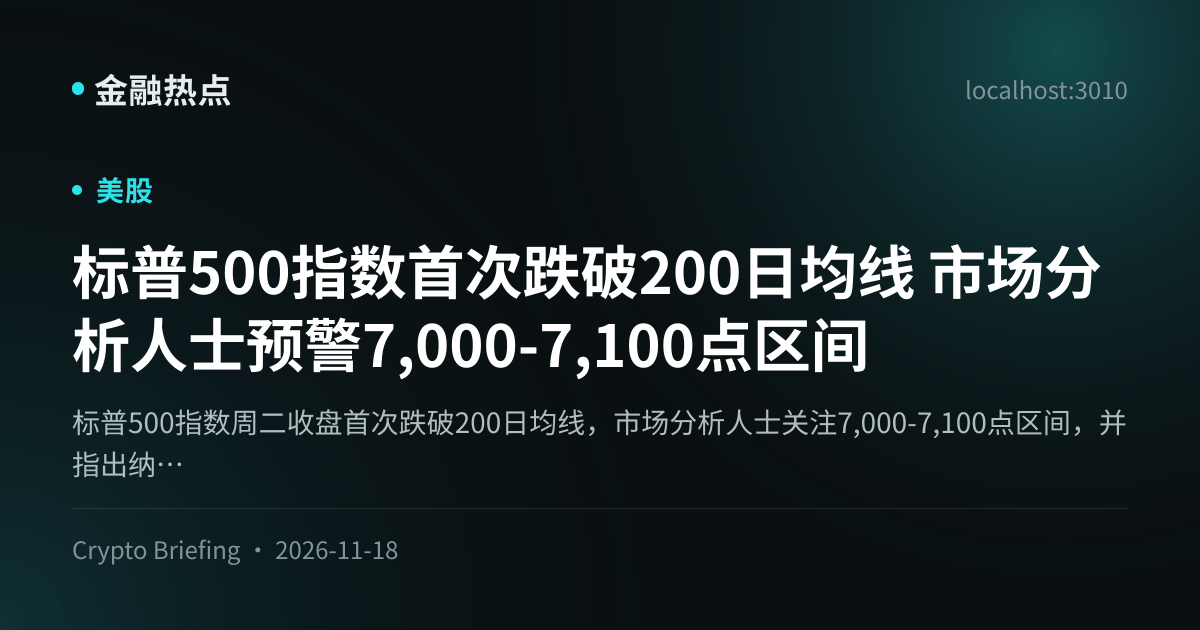 金融热点
localhost:3010
美股
标普500指数首次跌破200日均线 市场分
析人士预警7,000-7,100点区间
标普500指数周二收盘首次跌破200日均线，市场分析人士关注7,000-7,100点区间，并
指出纳…
Crypto Briefing · 2026-11-18